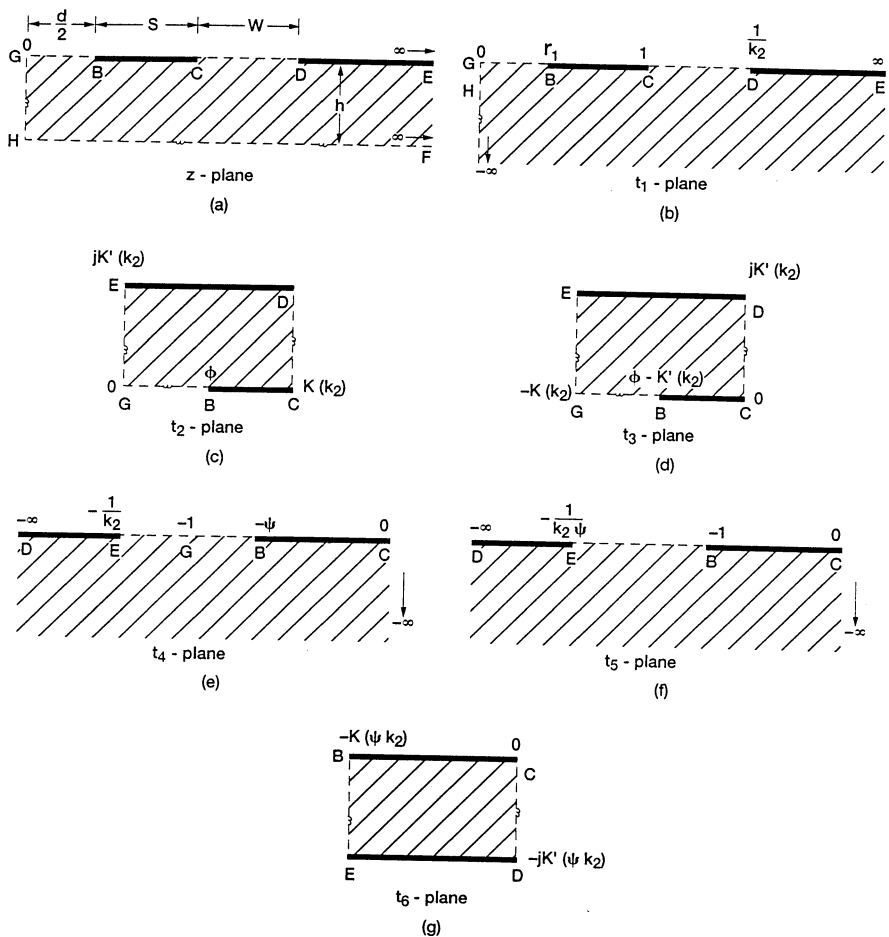 d/2 S W
0 ∞
G B C D E
h
H ∞ F
z - plane
(a)
0 r₁ 1 1/k₂ ∞
G B C D E
H
-∞
t₁ - plane
(b)
jK' (k₂)
E D
ϕ
0 K (k₂)
G B C
t₂ - plane
(c)
jK' (k₂)
E D
-K (k₂) ϕ - K' (k₂) 0
G B C
t₃ - plane
(d)
-∞ -1/k₂ -1 -ψ 0
D E G B C
-∞
t₄ - plane
(e)
-∞ -1/k₂ ψ -1 0
D E B C
-∞
t₅ - plane
(f)
-K (ψ k₂) 0
B C
-jK' (ψ k₂)
E D
t₆ - plane
(g)